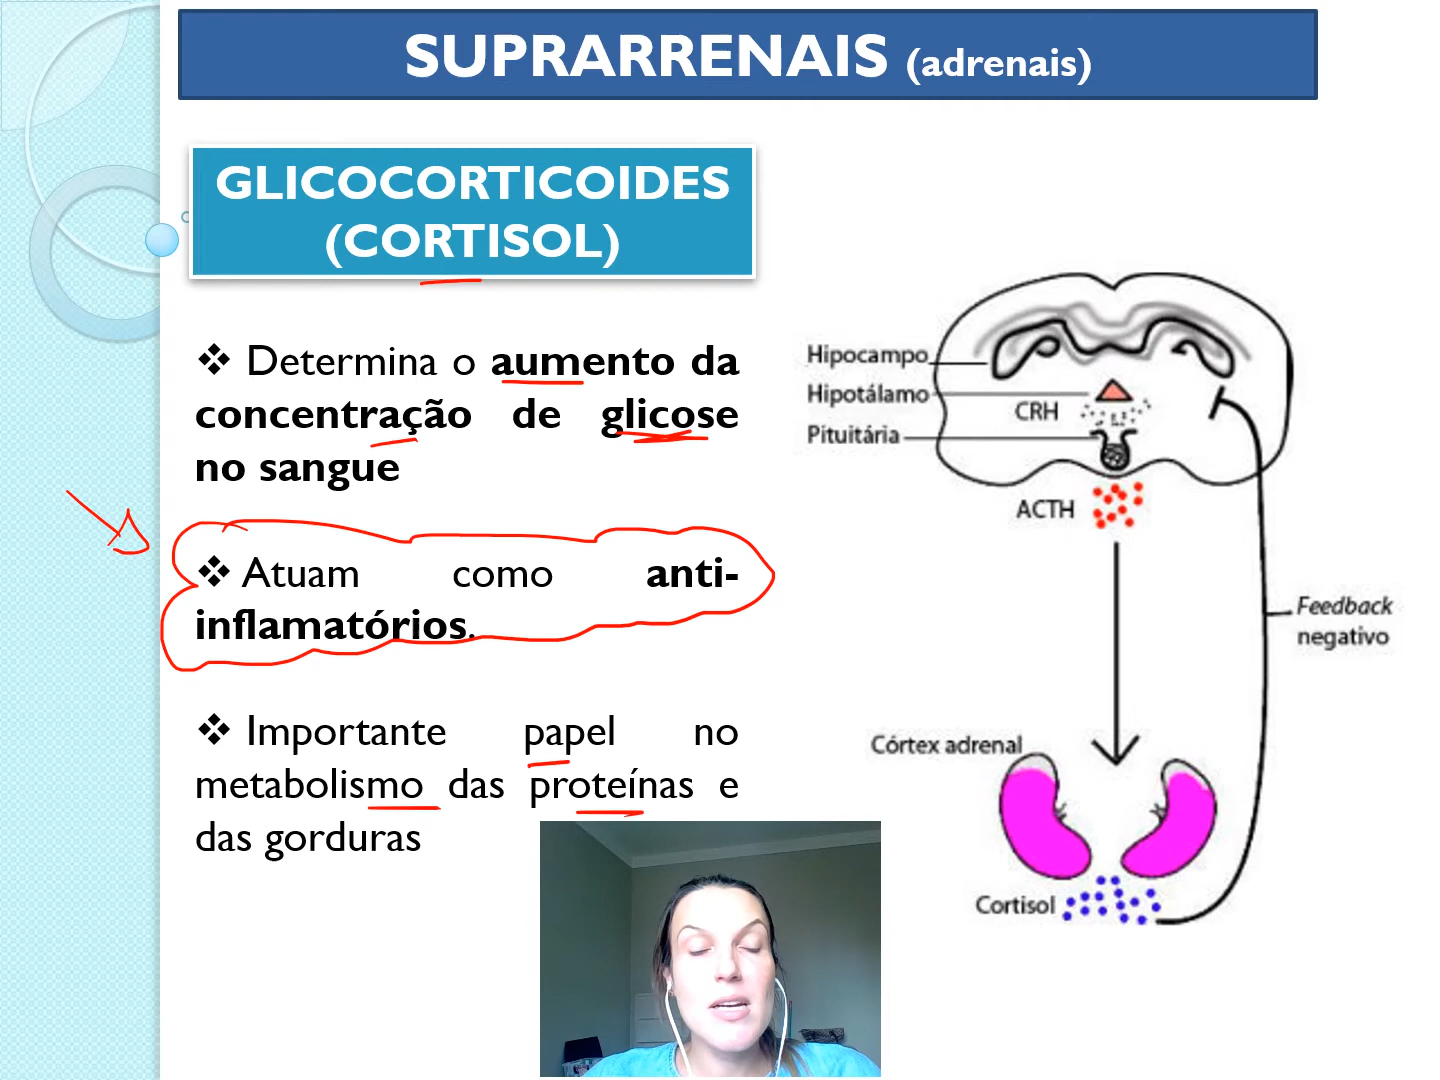 SUPRARRENAIS (adrenais)
GLICOCORTICOIDES
(CORTISOL)
❖ Determina o aumento da
concentração de glicose
no sangue
❖ Atuam como anti-
inflamatórios.
❖ Importante papel no
metabolismo das proteínas e
das gorduras
Hipocampo
Hipotálamo
CRH
Pituitária
ACTH
Feedback
negativo
Córtex adrenal
Cortisol